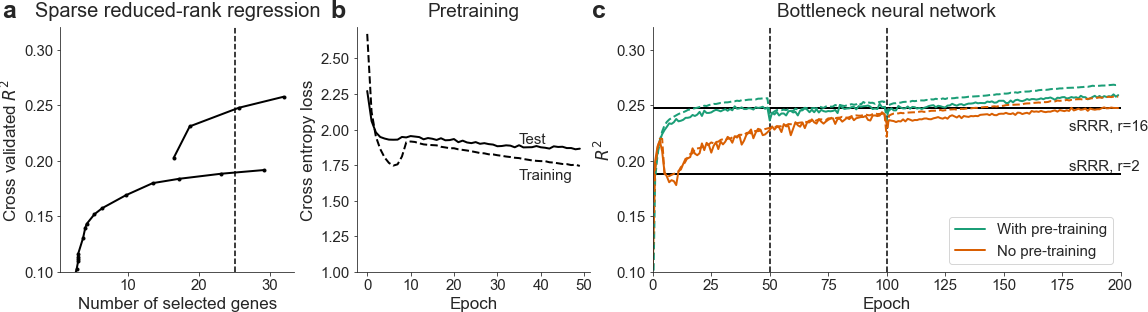 a Sparse reduced-rank regression
Cross validated R²
0.30
0.25
0.20
0.15
0.10
10 20 30
Number of selected genes
b Pretraining
Cross entropy loss
2.50
2.25
2.00
1.75
1.50
1.25
1.00
Test
Training
0 10 20 30 40 50
Epoch
c Bottleneck neural network
R²
0.30
0.25
0.20
0.15
0.10
sRRR, r=16
sRRR, r=2
With pre-training
No pre-training
0 25 50 75 100 125 150 175 200
Epoch